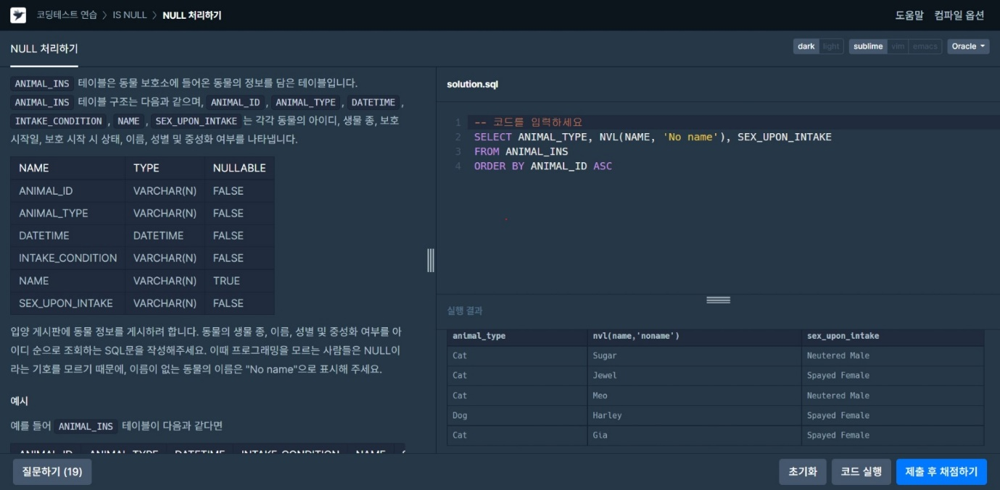 코딩테스트 연습 > IS NULL > NULL 처리하기
도움말 컴파일 옵션
NULL 처리하기
dark light sublime vim emacs Oracle
ANIMAL_INS 테이블은 동물 보호소에 들어온 동물의 정보를 담은 테이블입니다.
ANIMAL_INS 테이블 구조는 다음과 같으며, ANIMAL_ID , ANIMAL_TYPE , DATETIME ,
INTAKE_CONDITION , NAME , SEX_UPON_INTAKE 는 각각 동물의 아이디, 생물 종, 보호
시작일, 보호 시작 시 상태, 이름, 성별 및 중성화 여부를 나타냅니다.
NAME TYPE NULLABLE
ANIMAL_ID VARCHAR(N) FALSE
ANIMAL_TYPE VARCHAR(N) FALSE
DATETIME DATETIME FALSE
INTAKE_CONDITION VARCHAR(N) FALSE
NAME VARCHAR(N) TRUE
SEX_UPON_INTAKE VARCHAR(N) FALSE
입양 게시판에 동물 정보를 게시하려 합니다. 동물의 생물 종, 이름, 성별 및 중성화 여부를 아
이디 순으로 조회하는 SQL문을 작성해주세요. 이때 프로그래밍을 모르는 사람들은 NULL이
라는 기호를 모르기 때문에, 이름이 없는 동물의 이름은 "No name"으로 표시해 주세요.
예시
예를 들어 ANIMAL_INS 테이블이 다음과 같다면
ANIMAL_ID ANIMAL_TYPE DATETIME INTAKE_CONDITION NAME
solution.sql
1 -- 코드를 입력하세요
2 SELECT ANIMAL_TYPE, NVL(NAME, 'No name'), SEX_UPON_INTAKE
3 FROM ANIMAL_INS
4 ORDER BY ANIMAL_ID ASC
실행 결과
animal_type nvl(name,'noname') sex_upon_intake
Cat Sugar Neutered Male
Cat Jewel Spayed Female
Cat Meo Neutered Male
Dog Harley Spayed Female
Cat Gia Spayed Female
질문하기 (19)
초기화 코드 실행 제출 후 채점하기